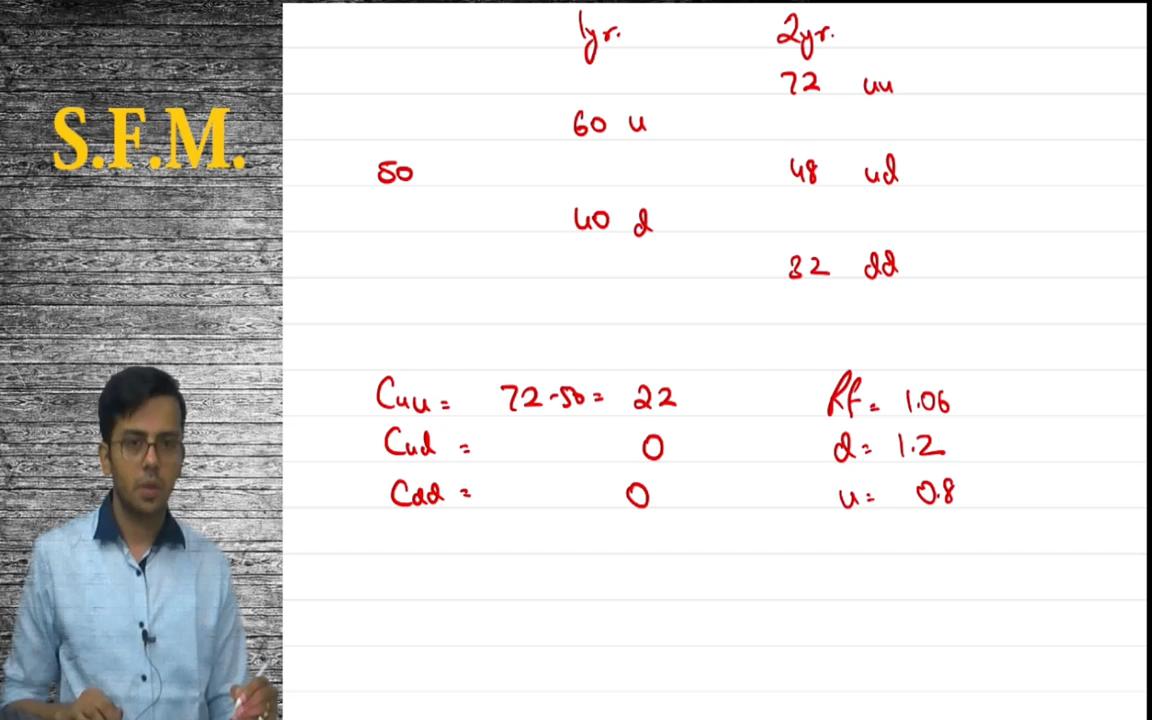 S.F.M.
1yr. 2yr.
72 uu
60 u
50 48 ud
40 d
32 dd
Cuu = 72-50= 22 Rf= 1.06
Cud = 0 d= 1.2
Cdd = 0 u= 0.8